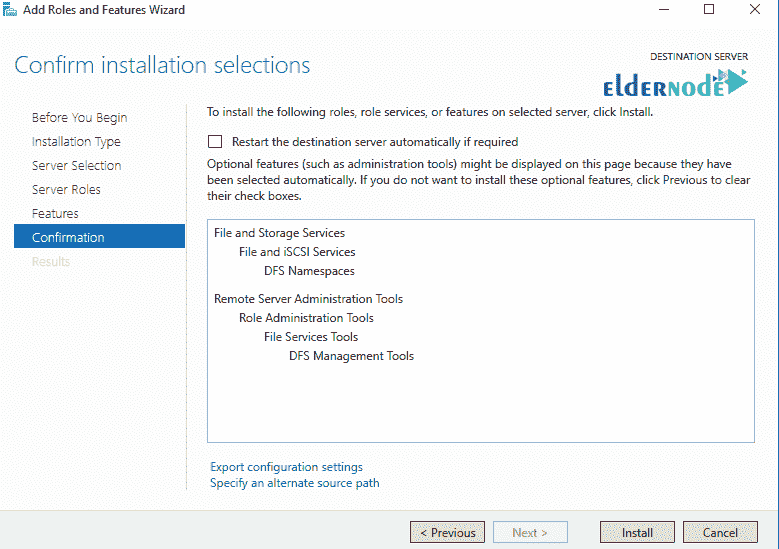 Add Roles and Features Wizard
Confirm installation selections
DESTINATION SERVER
eldernode
Before You Begin
Installation Type
Server Selection
Server Roles
Features
Confirmation
Results
To install the following roles, role services, or features on selected server, click Install.
Restart the destination server automatically if required
Optional features (such as administration tools) might be displayed on this page because they have
been selected automatically. If you do not want to install these optional features, click Previous to clear
their check boxes.
File and Storage Services
File and iSCSI Services
DFS Namespaces
Remote Server Administration Tools
Role Administration Tools
File Services Tools
DFS Management Tools
Export configuration settings
Specify an alternate source path
< Previous
Next >
Install
Cancel